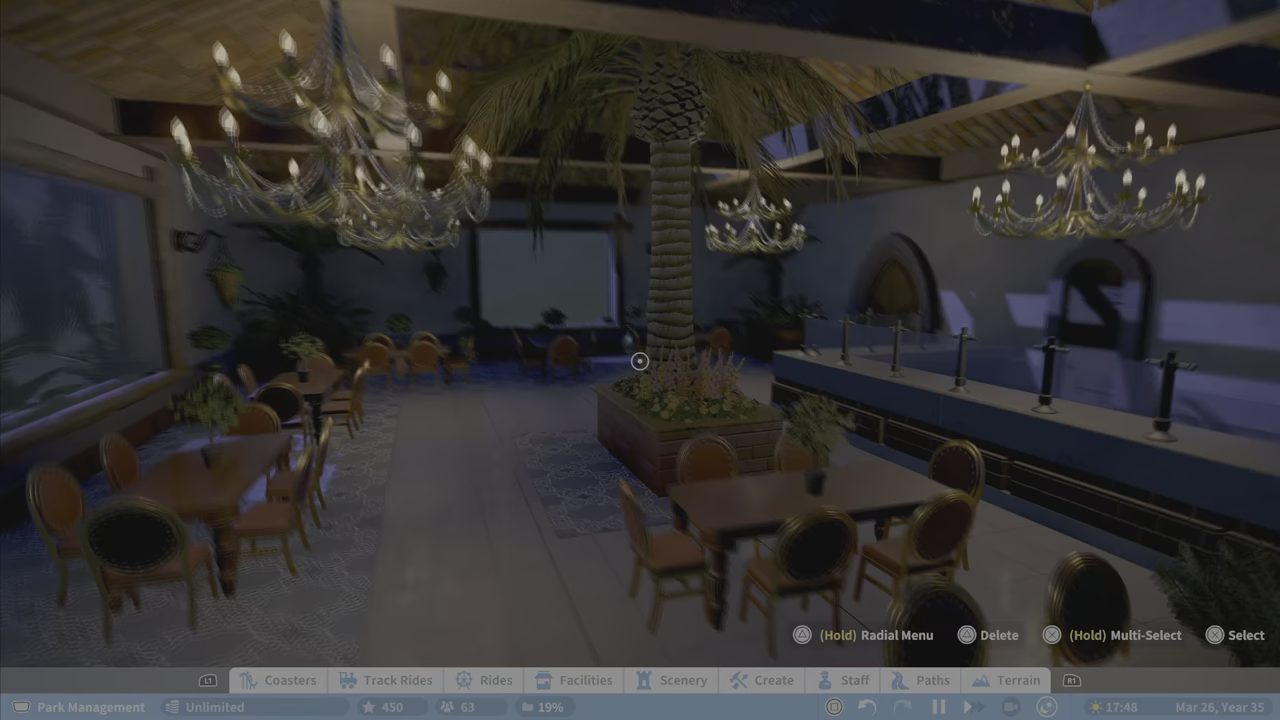 (Hold) Radial Menu Delete (Hold) Multi-Select Select
L1 Coasters Track Rides Rides Facilities Scenery Create Staff Paths Terrain R1
Park Management Unlimited 450 63 19% 17:48 Mar 26, Year 35